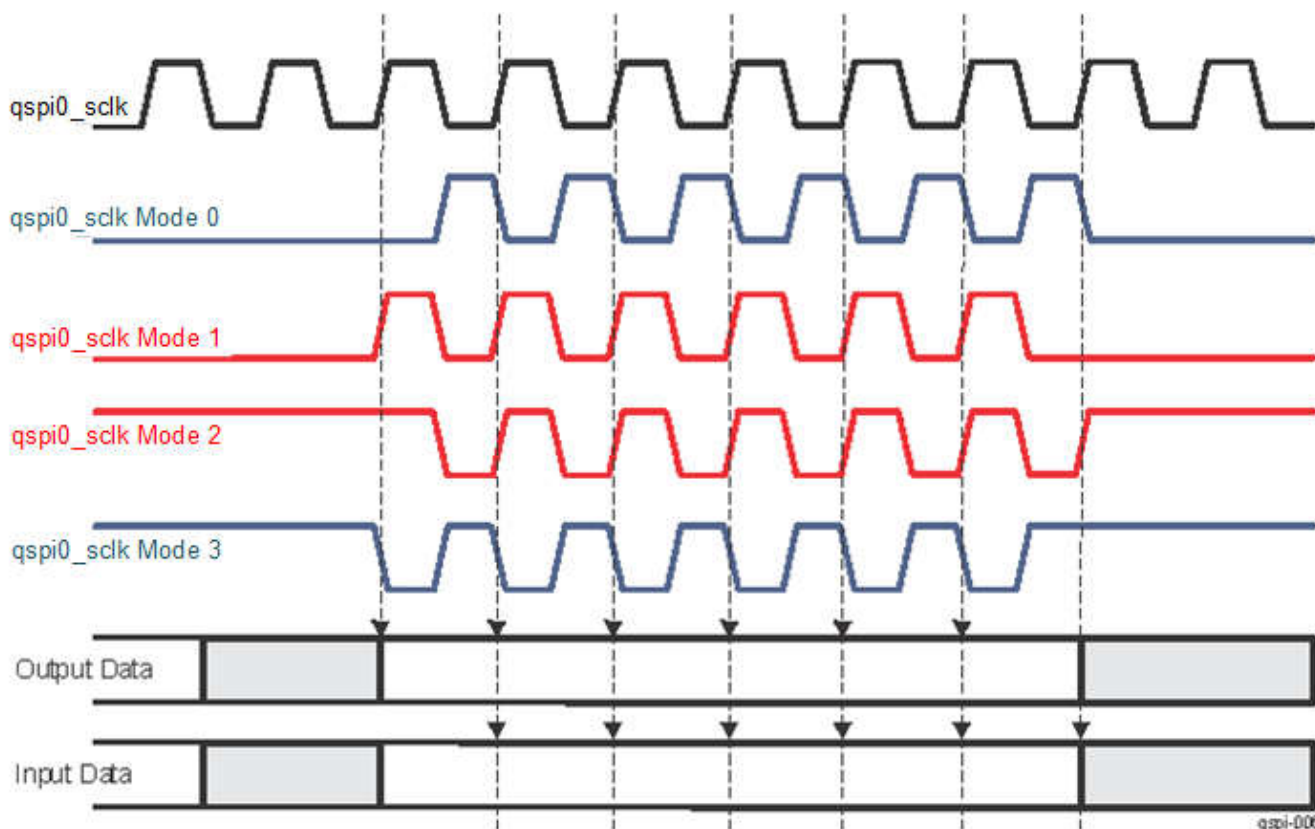 qspi0_sclk
qspi0_sclk Mode 0
qspi0_sclk Mode 1
qspi0_sclk Mode 2
qspi0_sclk Mode 3
Output Data
Input Data